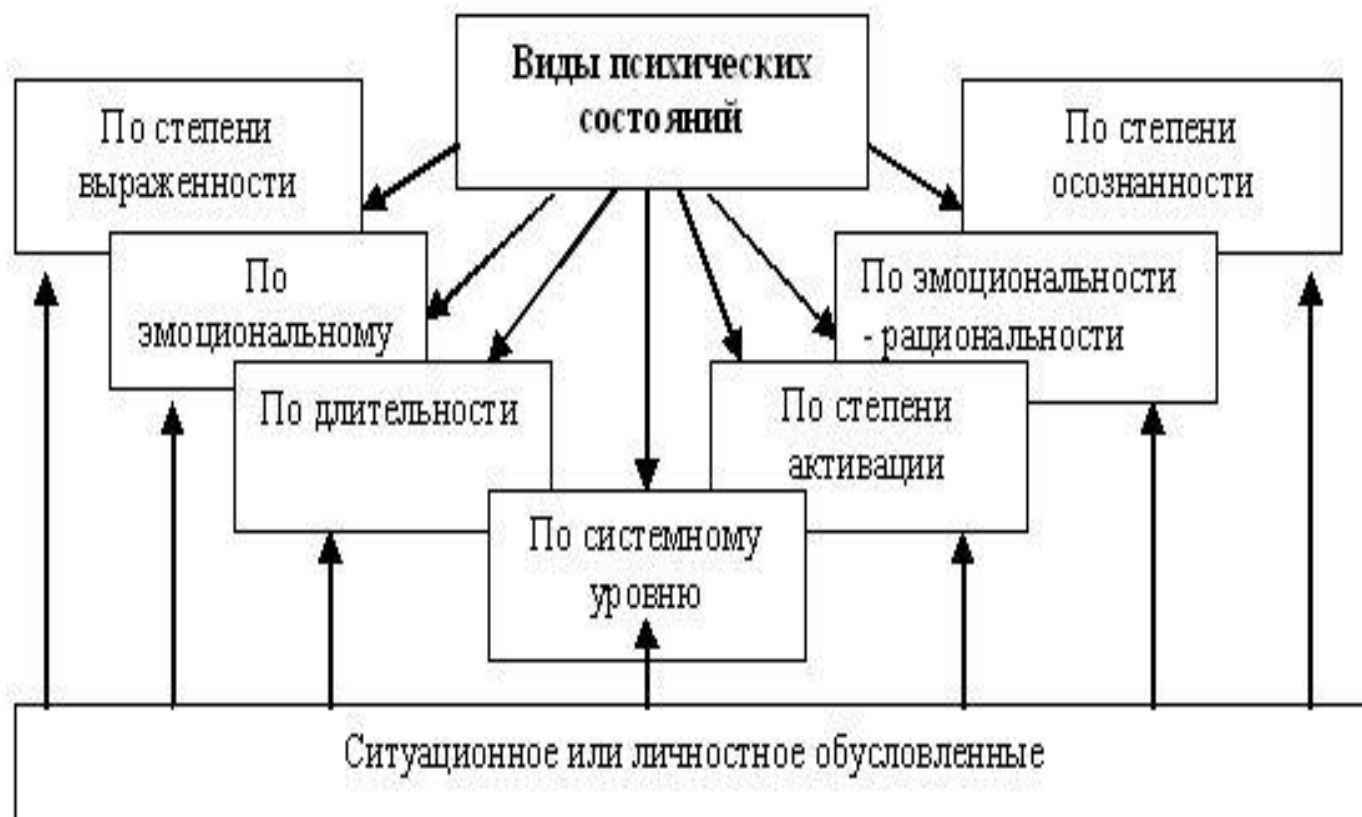 Виды психических
состояний
По степени
выраженности
По степени
осознанности
По
эмоциональному
По эмоциональности
- рациональности
По длительности
По степени
активации
По системному
уровню
Ситуационное или личностное обусловленные